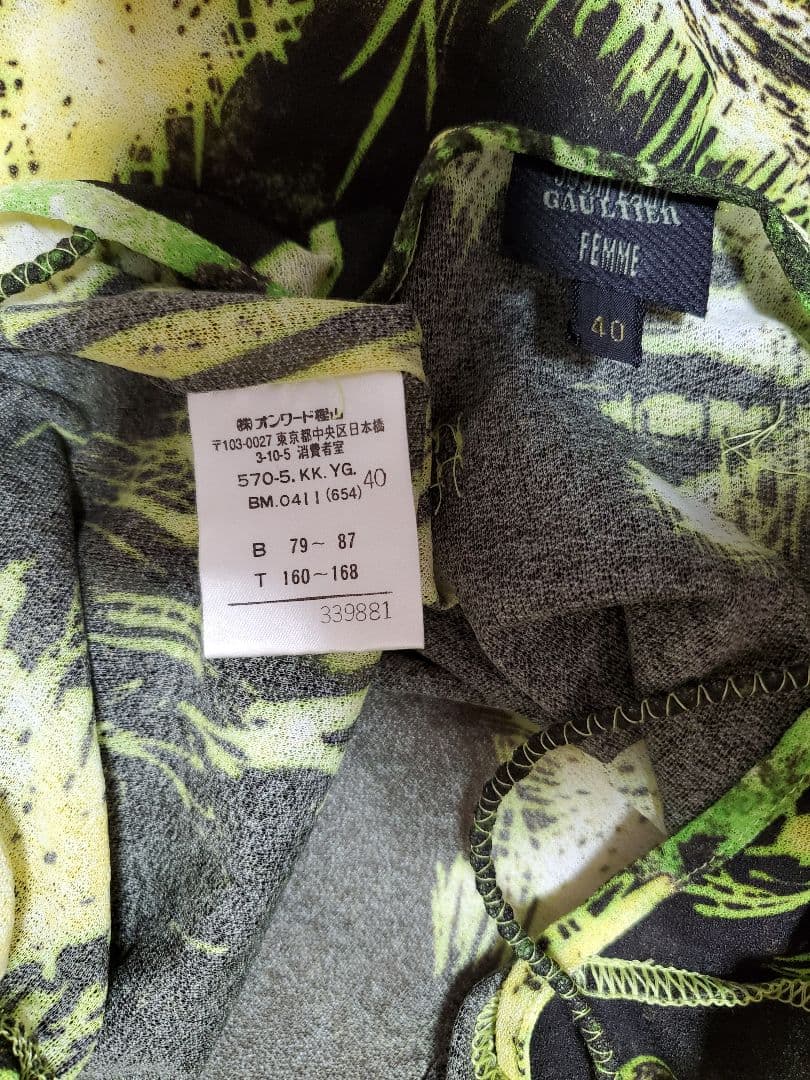 GAULTIER
FEMME
40
㈱オンワード樫山
〒103-0027 東京都中央区日本橋
3-10-5 消費者室
570-5.KK.YG. 40
BM.0411(654)
B 79~ 87
T 160~168
339881